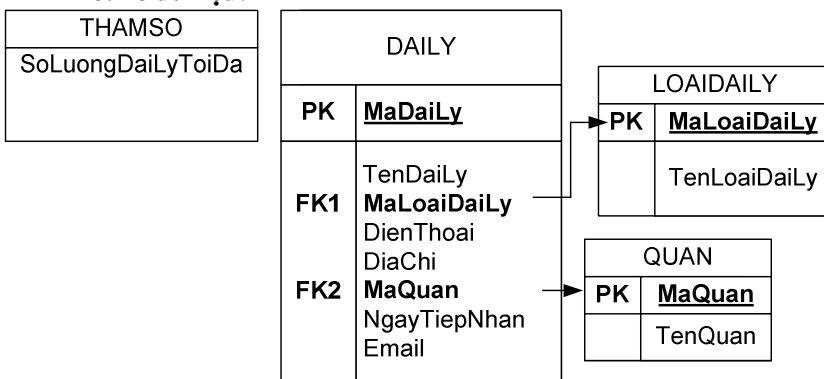 THAMSO
SoLuongDaiLyToiDa
DAILY
PK MaDaiLy
TenDaiLy
FK1 MaLoaiDaiLy
DienThoai
DiaChi
FK2 MaQuan
NgayTiepNhan
Email
LOAIDAILY
PK MaLoaiDaiLy
TenLoaiDaiLy
QUAN
PK MaQuan
TenQuan